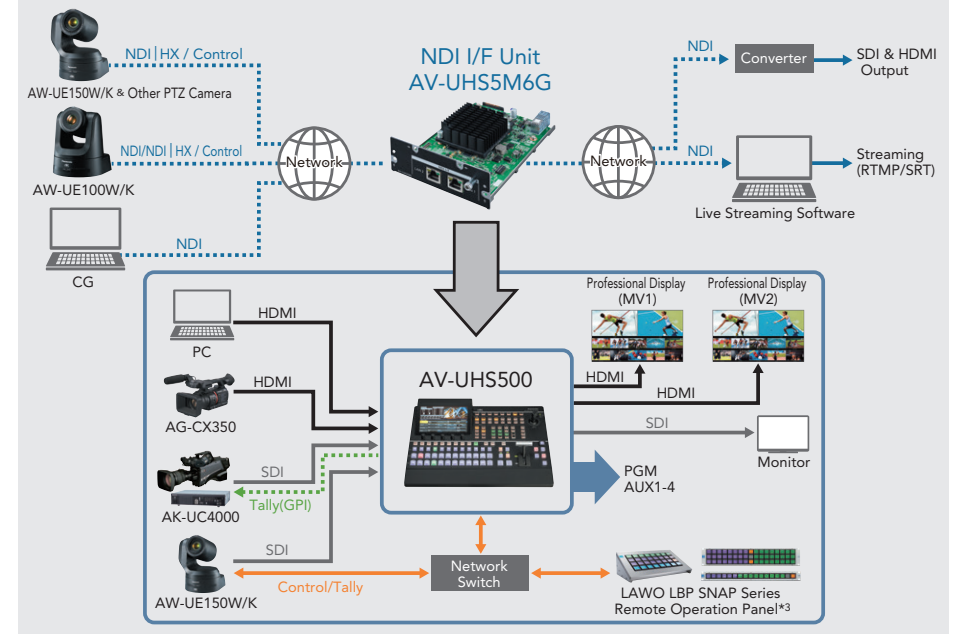 NDI|HX / Control
AW-UE150W/K & Other PTZ Camera
NDI/NDI|HX / Control
AW-UE100W/K
NDI
CG
Network
NDI I/F Unit
AV-UHS5M6G
Network
NDI
Converter
SDI & HDMI
Output
NDI
Live Streaming Software
Streaming
(RTMP/SRT)
HDMI
PC
HDMI
AG-CX350
SDI
Tally(GPI)
AK-UC4000
SDI
AW-UE150W/K
Control/Tally
AV-UHS500
Network
Switch
Professional Display
(MV1)
Professional Display
(MV2)
HDMI
HDMI
SDI
Monitor
PGM
AUX1-4
LAWO LBP SNAP Series
Remote Operation Panel*3